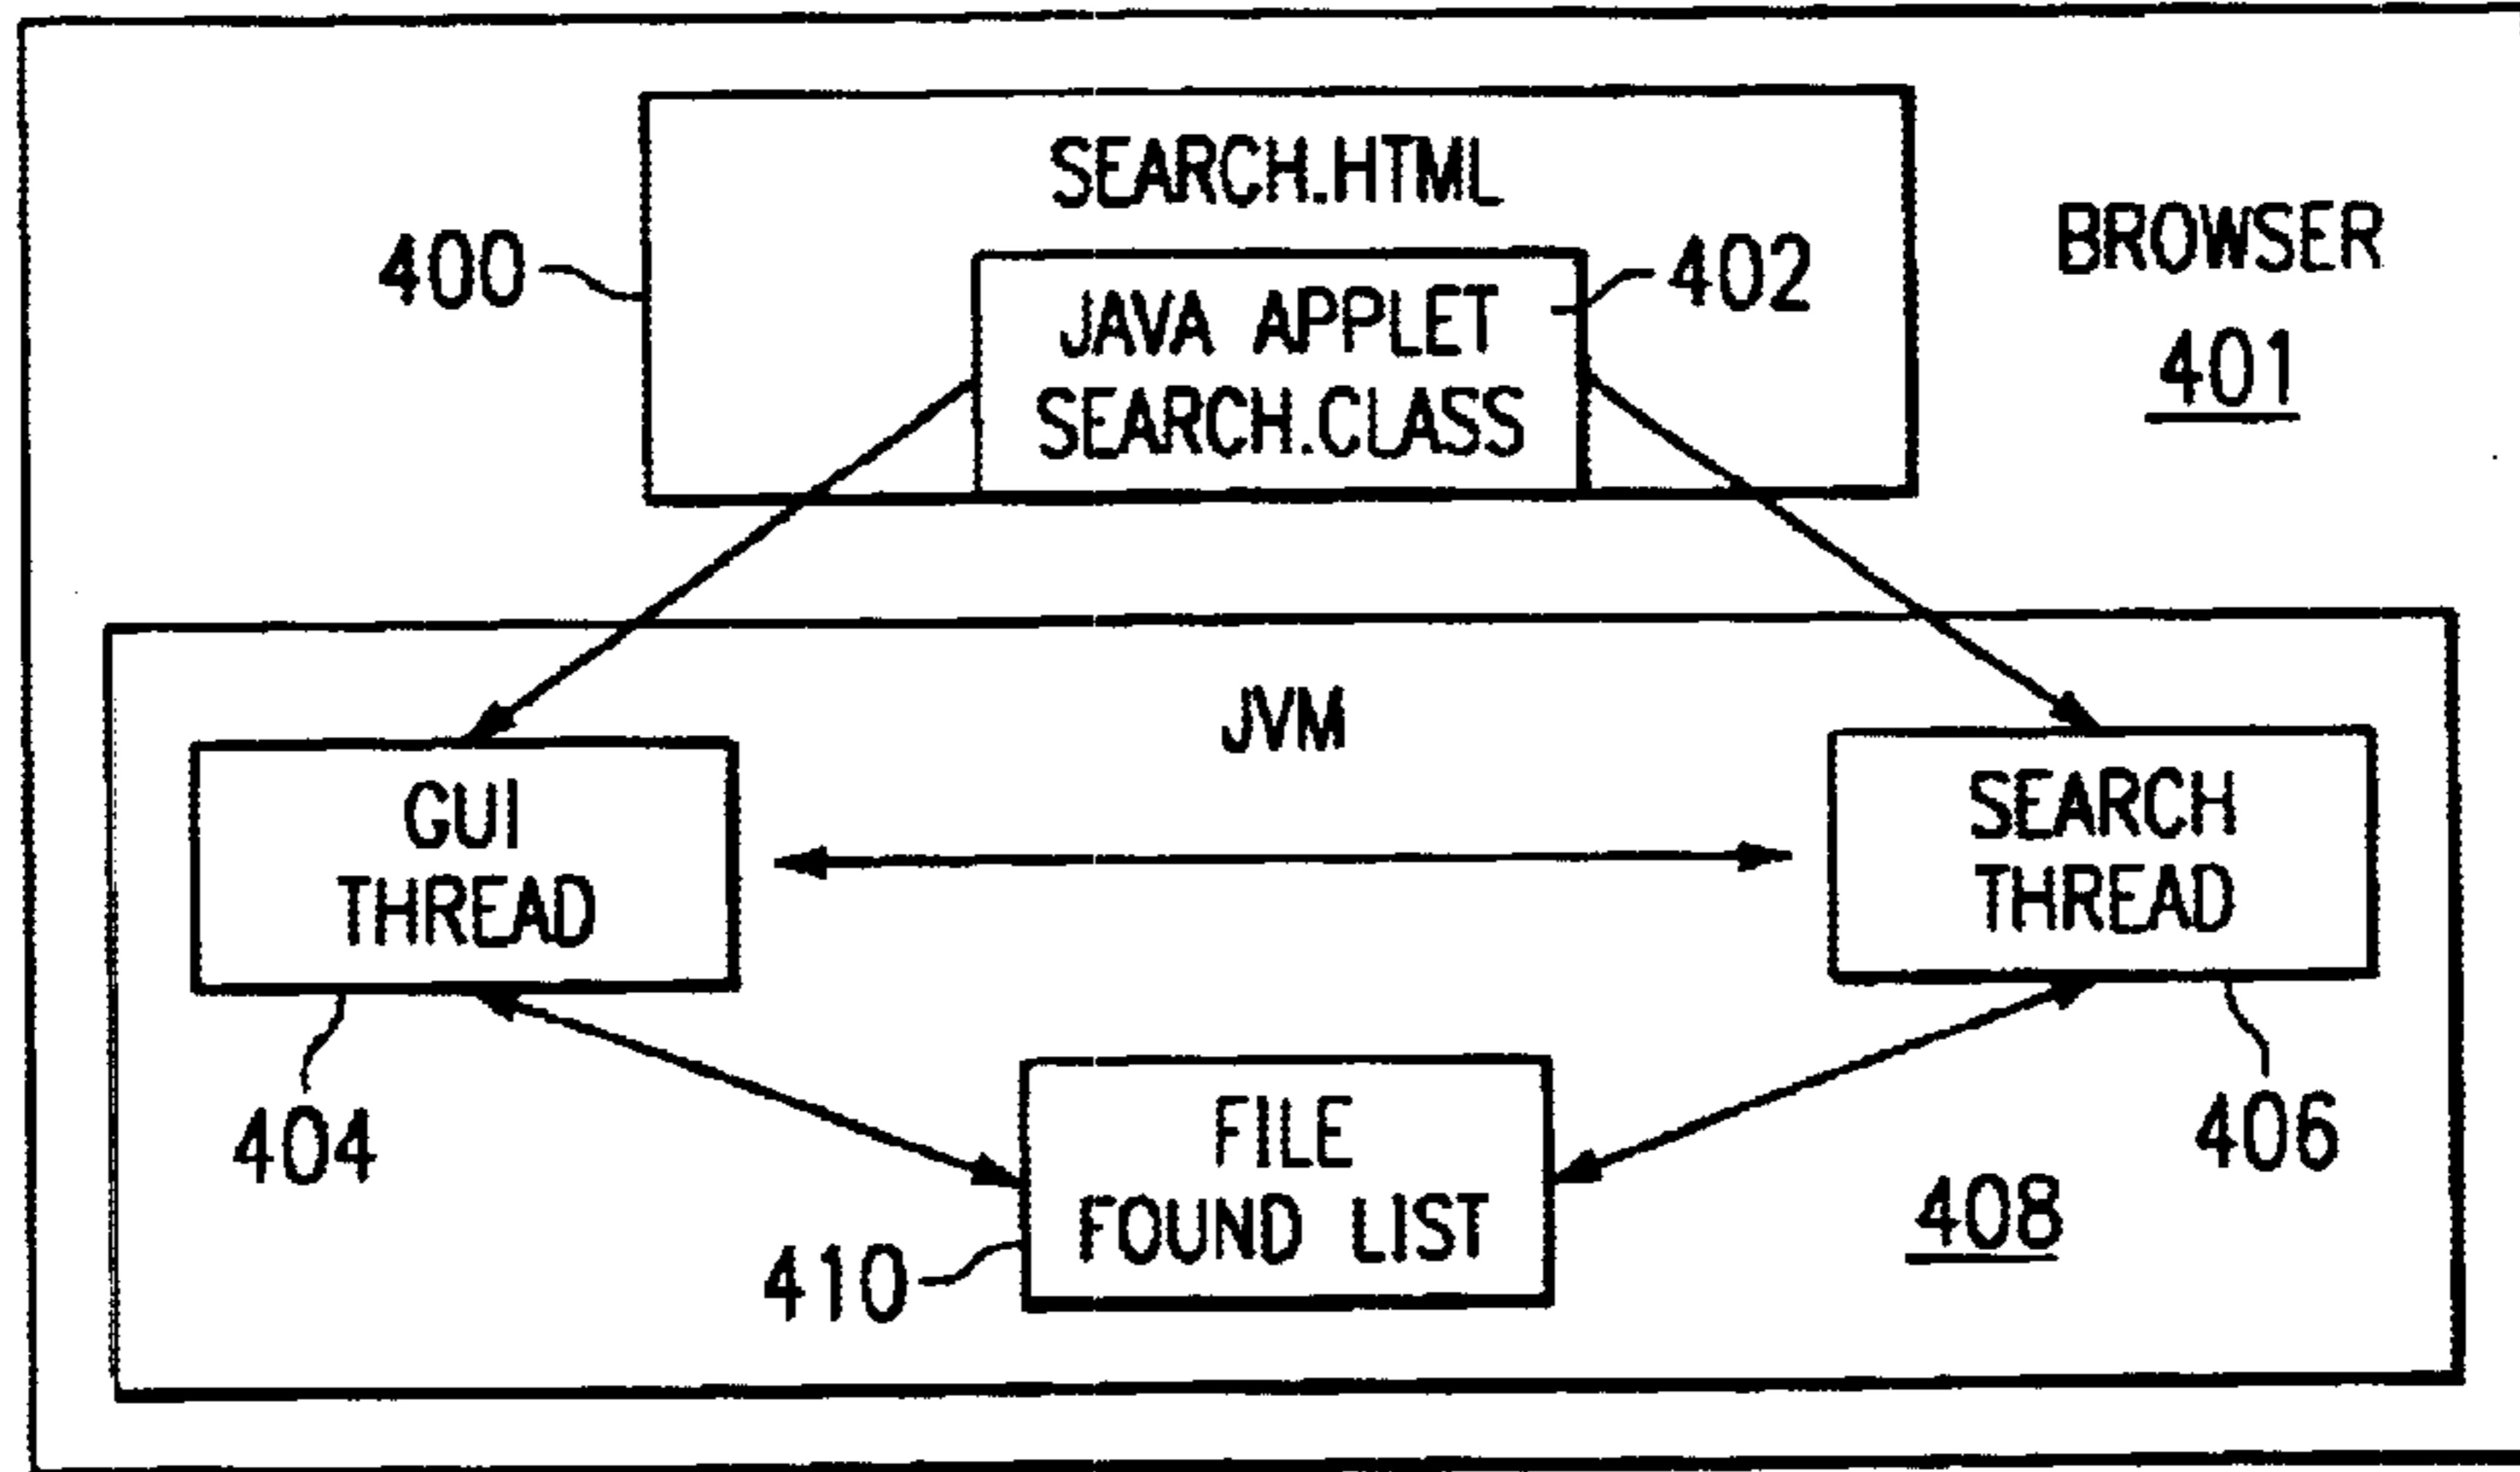 SEARCH.HTML
400
JAVA APPLET
SEARCH.CLASS
402
BROWSER
401
JVM
GUI
THREAD
SEARCH
THREAD
404
FILE
FOUND LIST
406
408
410